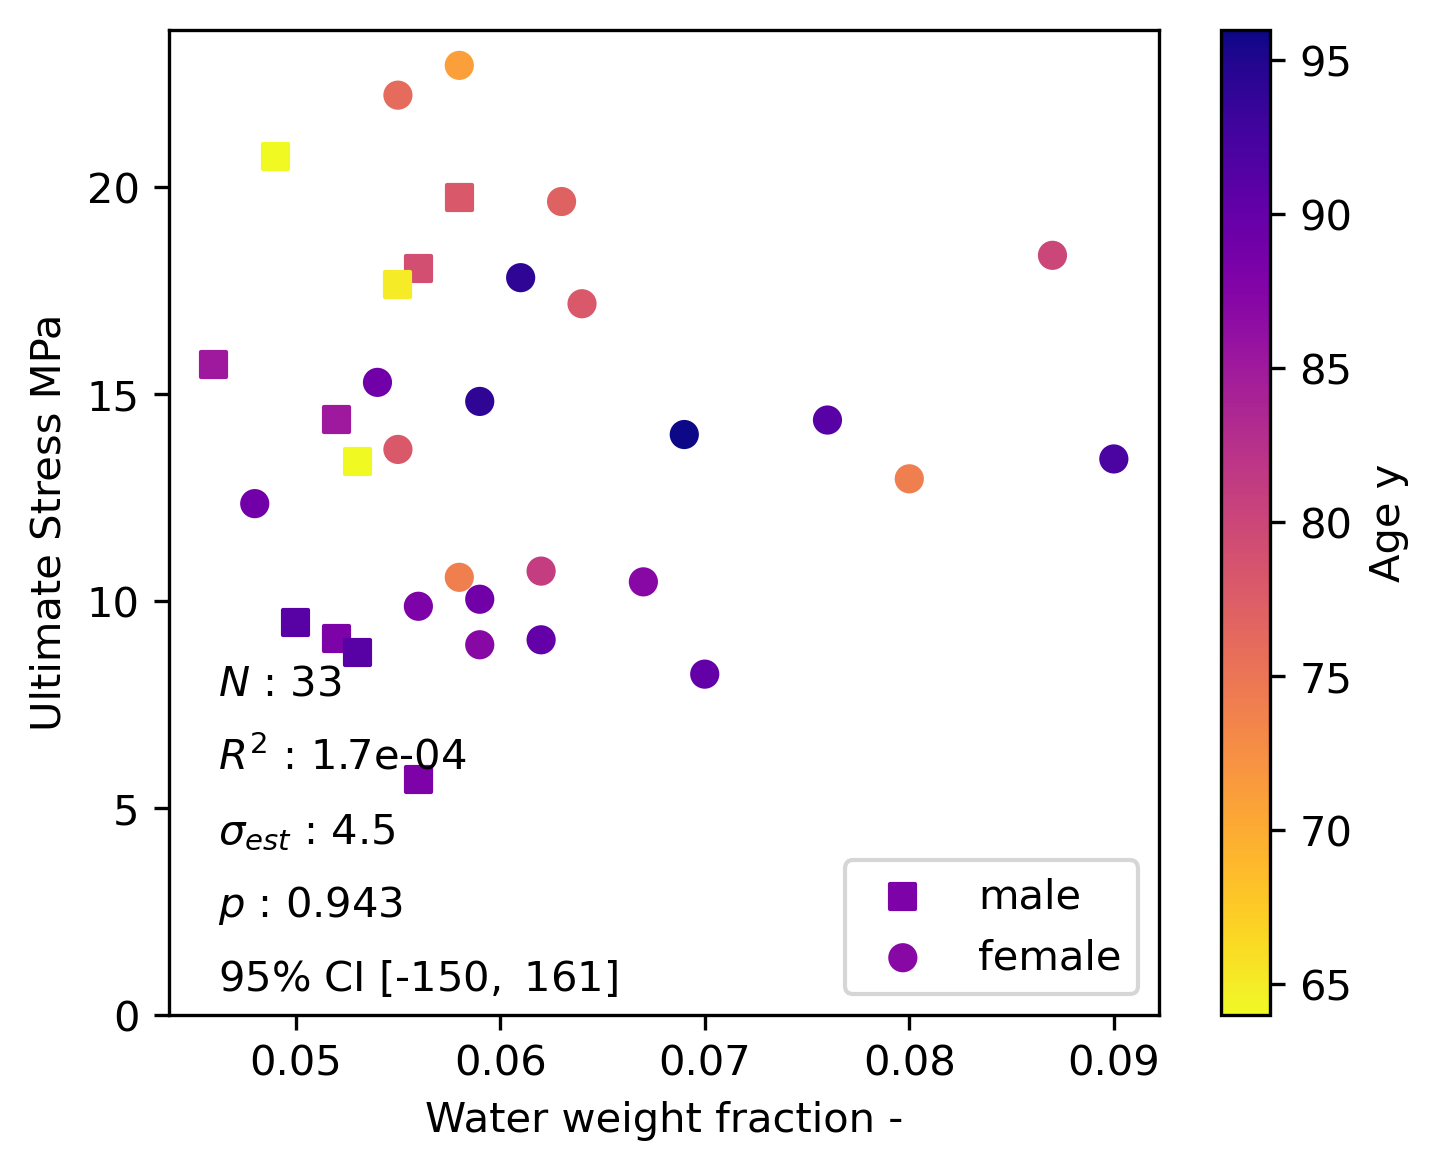 20
15
10
5
0
0.05 0.06 0.07 0.08 0.09
Ultimate Stress MPa
Water weight fraction -
N : 33
R² : 1.7e-04
σest : 4.5
p : 0.943
95% CI [-150, 161]
male
female
95
90
85
80
75
70
65
Age y